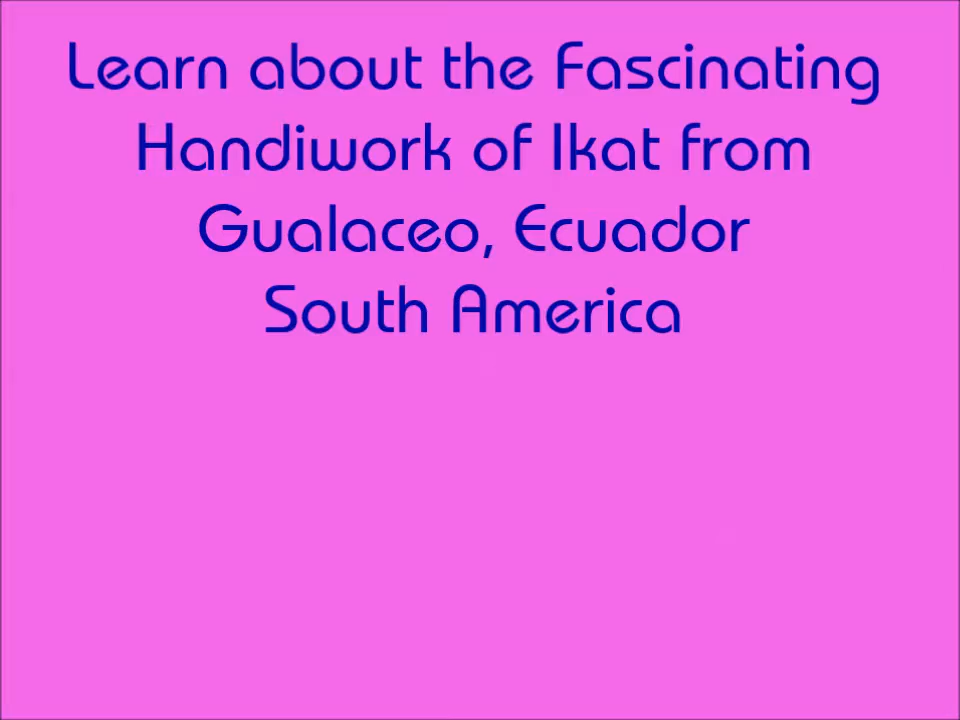 Learn about the Fascinating
Handiwork of Ikat from
Gualaceo, Ecuador
South America